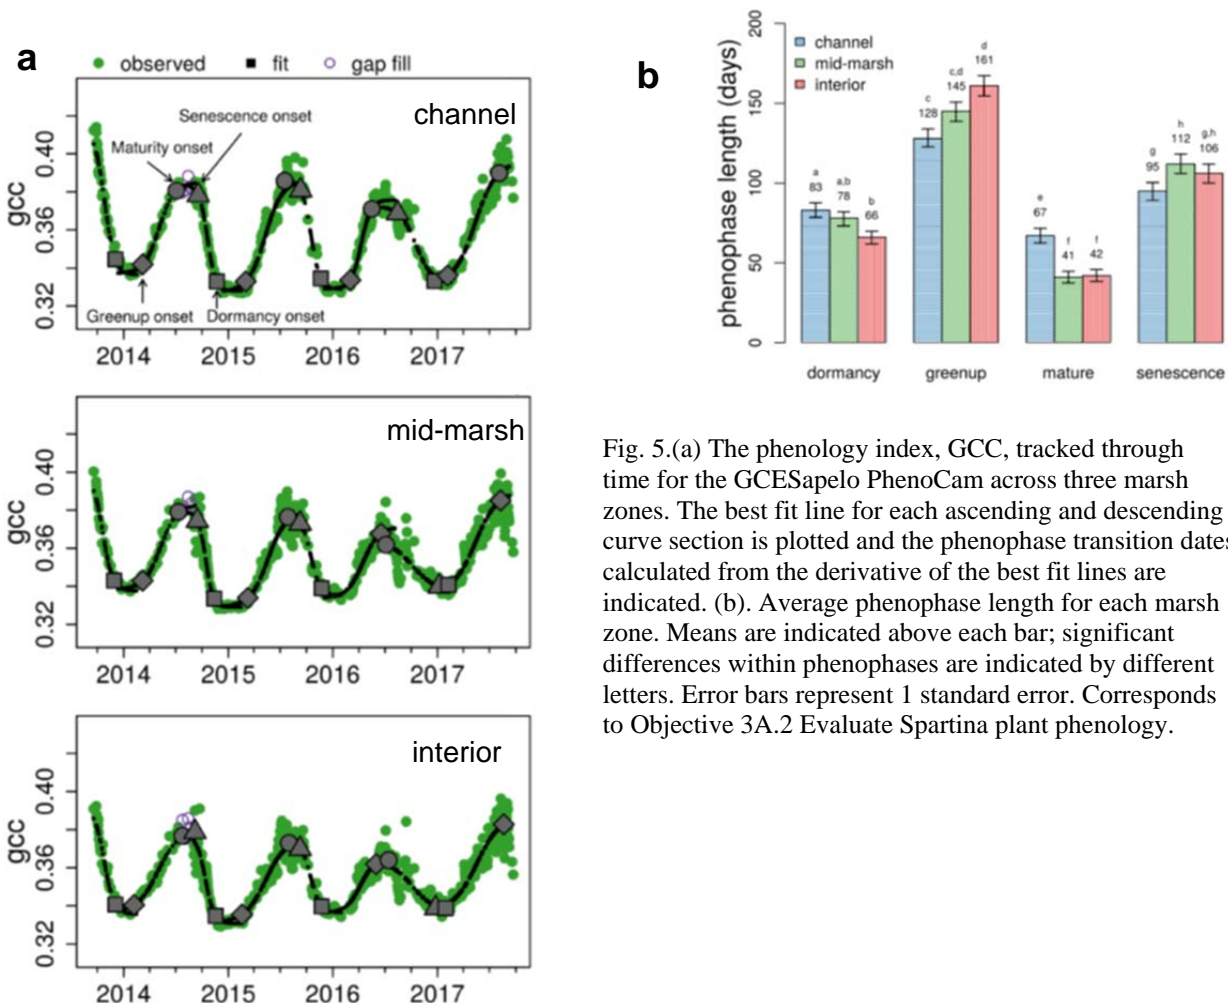 a
observed fit gap fill
channel
Senescence onset
Maturity onset
Greenup onset Dormancy onset
gcc
0.40
0.36
0.32
2014 2015 2016 2017
mid-marsh
gcc
0.40
0.36
0.32
2014 2015 2016 2017
interior
gcc
0.40
0.36
0.32
2014 2015 2016 2017
b
phenophase length (days)
200
150
100
50
0
channel
mid-marsh
interior
a
83
a,b
78
b
66
c
128
c,d
145
d
161
e
67
f
41
f
42
g
95
h
112
g,h
106
dormancy greenup mature senescence
Fig. 5.(a) The phenology index, GCC, tracked through
time for the GCESapelo PhenoCam across three marsh
zones. The best fit line for each ascending and descending
curve section is plotted and the phenophase transition dates
calculated from the derivative of the best fit lines are
indicated. (b). Average phenophase length for each marsh
zone. Means are indicated above each bar; significant
differences within phenophases are indicated by different
letters. Error bars represent 1 standard error. Corresponds
to Objective 3A.2 Evaluate Spartina plant phenology.